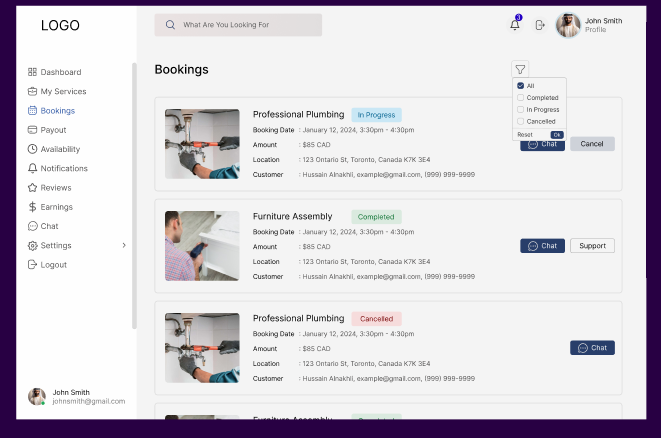 LOGO
What Are You Looking For
3
John Smith
Profile
Dashboard
My Services
Bookings
Payout
Availability
Notifications
Reviews
Earnings
Chat
Settings
Logout
John Smith
johnsmith@gmail.com
Bookings
All
Completed
In Progress
Cancelled
Reset
Ok
Professional Plumbing
In Progress
Booking Date : January 12, 2024, 3:30pm - 4:30pm
Amount : $85 CAD
Location : 123 Ontario St, Toronto, Canada K7K 3E4
Customer : Hussain Alnakhli, example@gmail.com, (999) 999-9999
Chat
Cancel
Furniture Assembly
Completed
Booking Date : January 12, 2024, 3:30pm - 4:30pm
Amount : $85 CAD
Location : 123 Ontario St, Toronto, Canada K7K 3E4
Customer : Hussain Alnakhli, example@gmail.com, (999) 999-9999
Chat
Support
Professional Plumbing
Cancelled
Booking Date : January 12, 2024, 3:30pm - 4:30pm
Amount : $85 CAD
Location : 123 Ontario St, Toronto, Canada K7K 3E4
Customer : Hussain Alnakhli, example@gmail.com, (999) 999-9999
Chat
Furniture Assembly
Completed